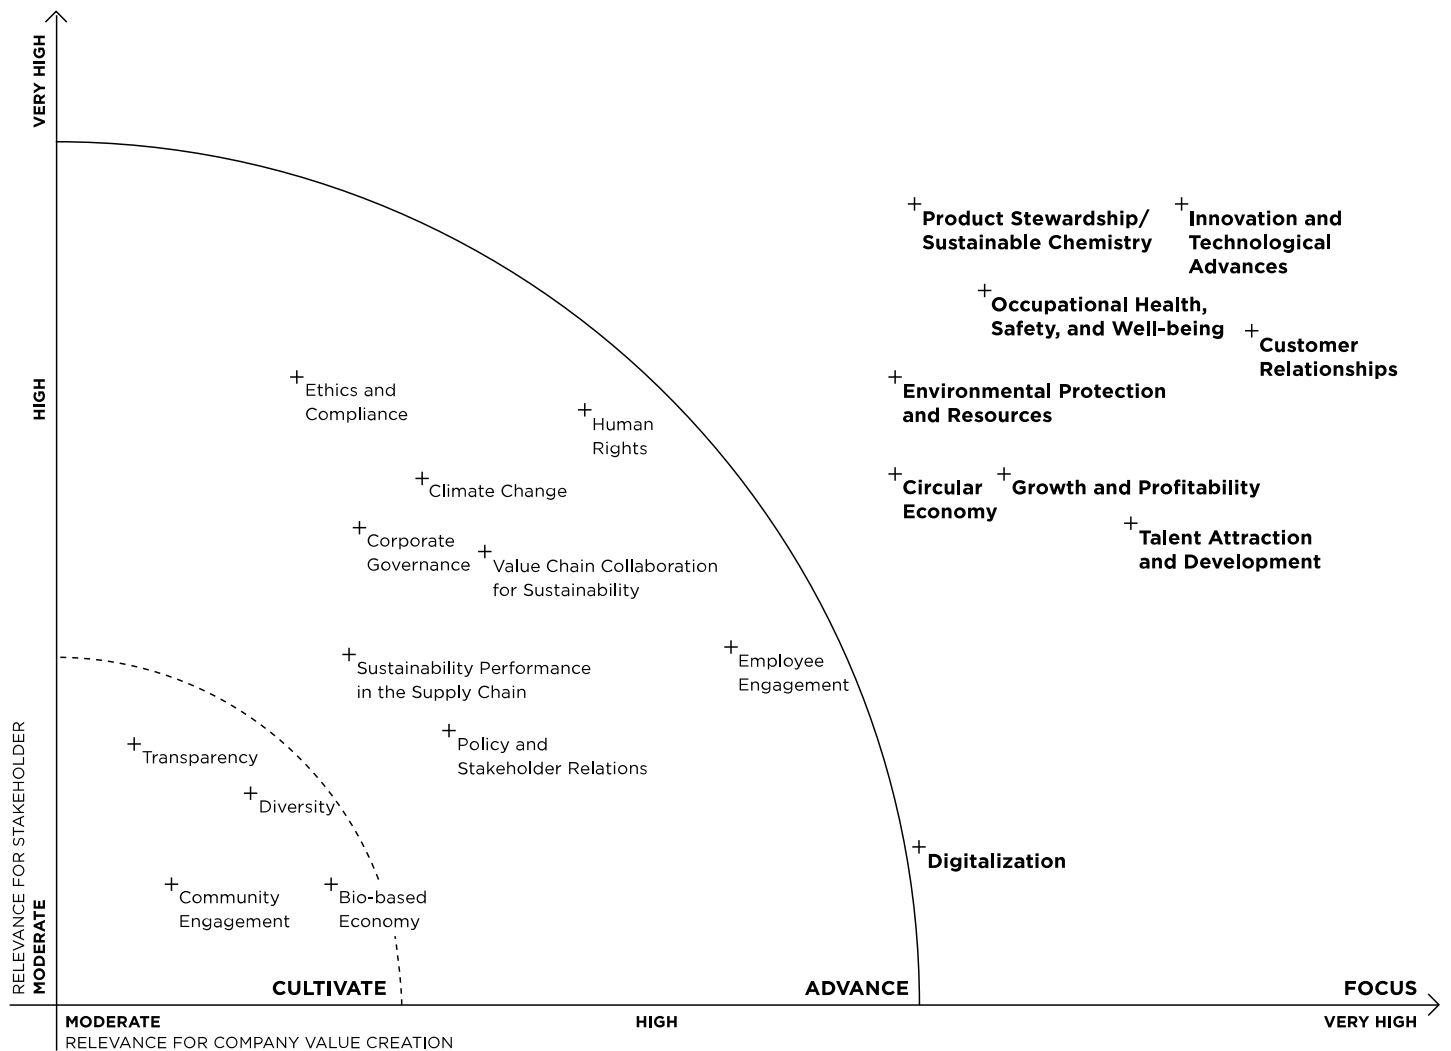 VERY HIGH
HIGH
MODERATE
RELEVANCE FOR STAKEHOLDER
Product Stewardship/
Sustainable Chemistry
Innovation and
Technological
Advances
Occupational Health,
Safety, and Well-being
Customer
Relationships
Ethics and
Compliance
Environmental Protection
and Resources
Human
Rights
Climate Change
Circular
Economy
Growth and Profitability
Corporate
Governance
Value Chain Collaboration
for Sustainability
Talent Attraction
and Development
Sustainability Performance
in the Supply Chain
Employee
Engagement
Policy and
Stakeholder Relations
Transparency
Diversity
Digitalization
Community
Engagement
Bio-based
Economy
CULTIVATE
ADVANCE
FOCUS
MODERATE
HIGH
VERY HIGH
RELEVANCE FOR COMPANY VALUE CREATION